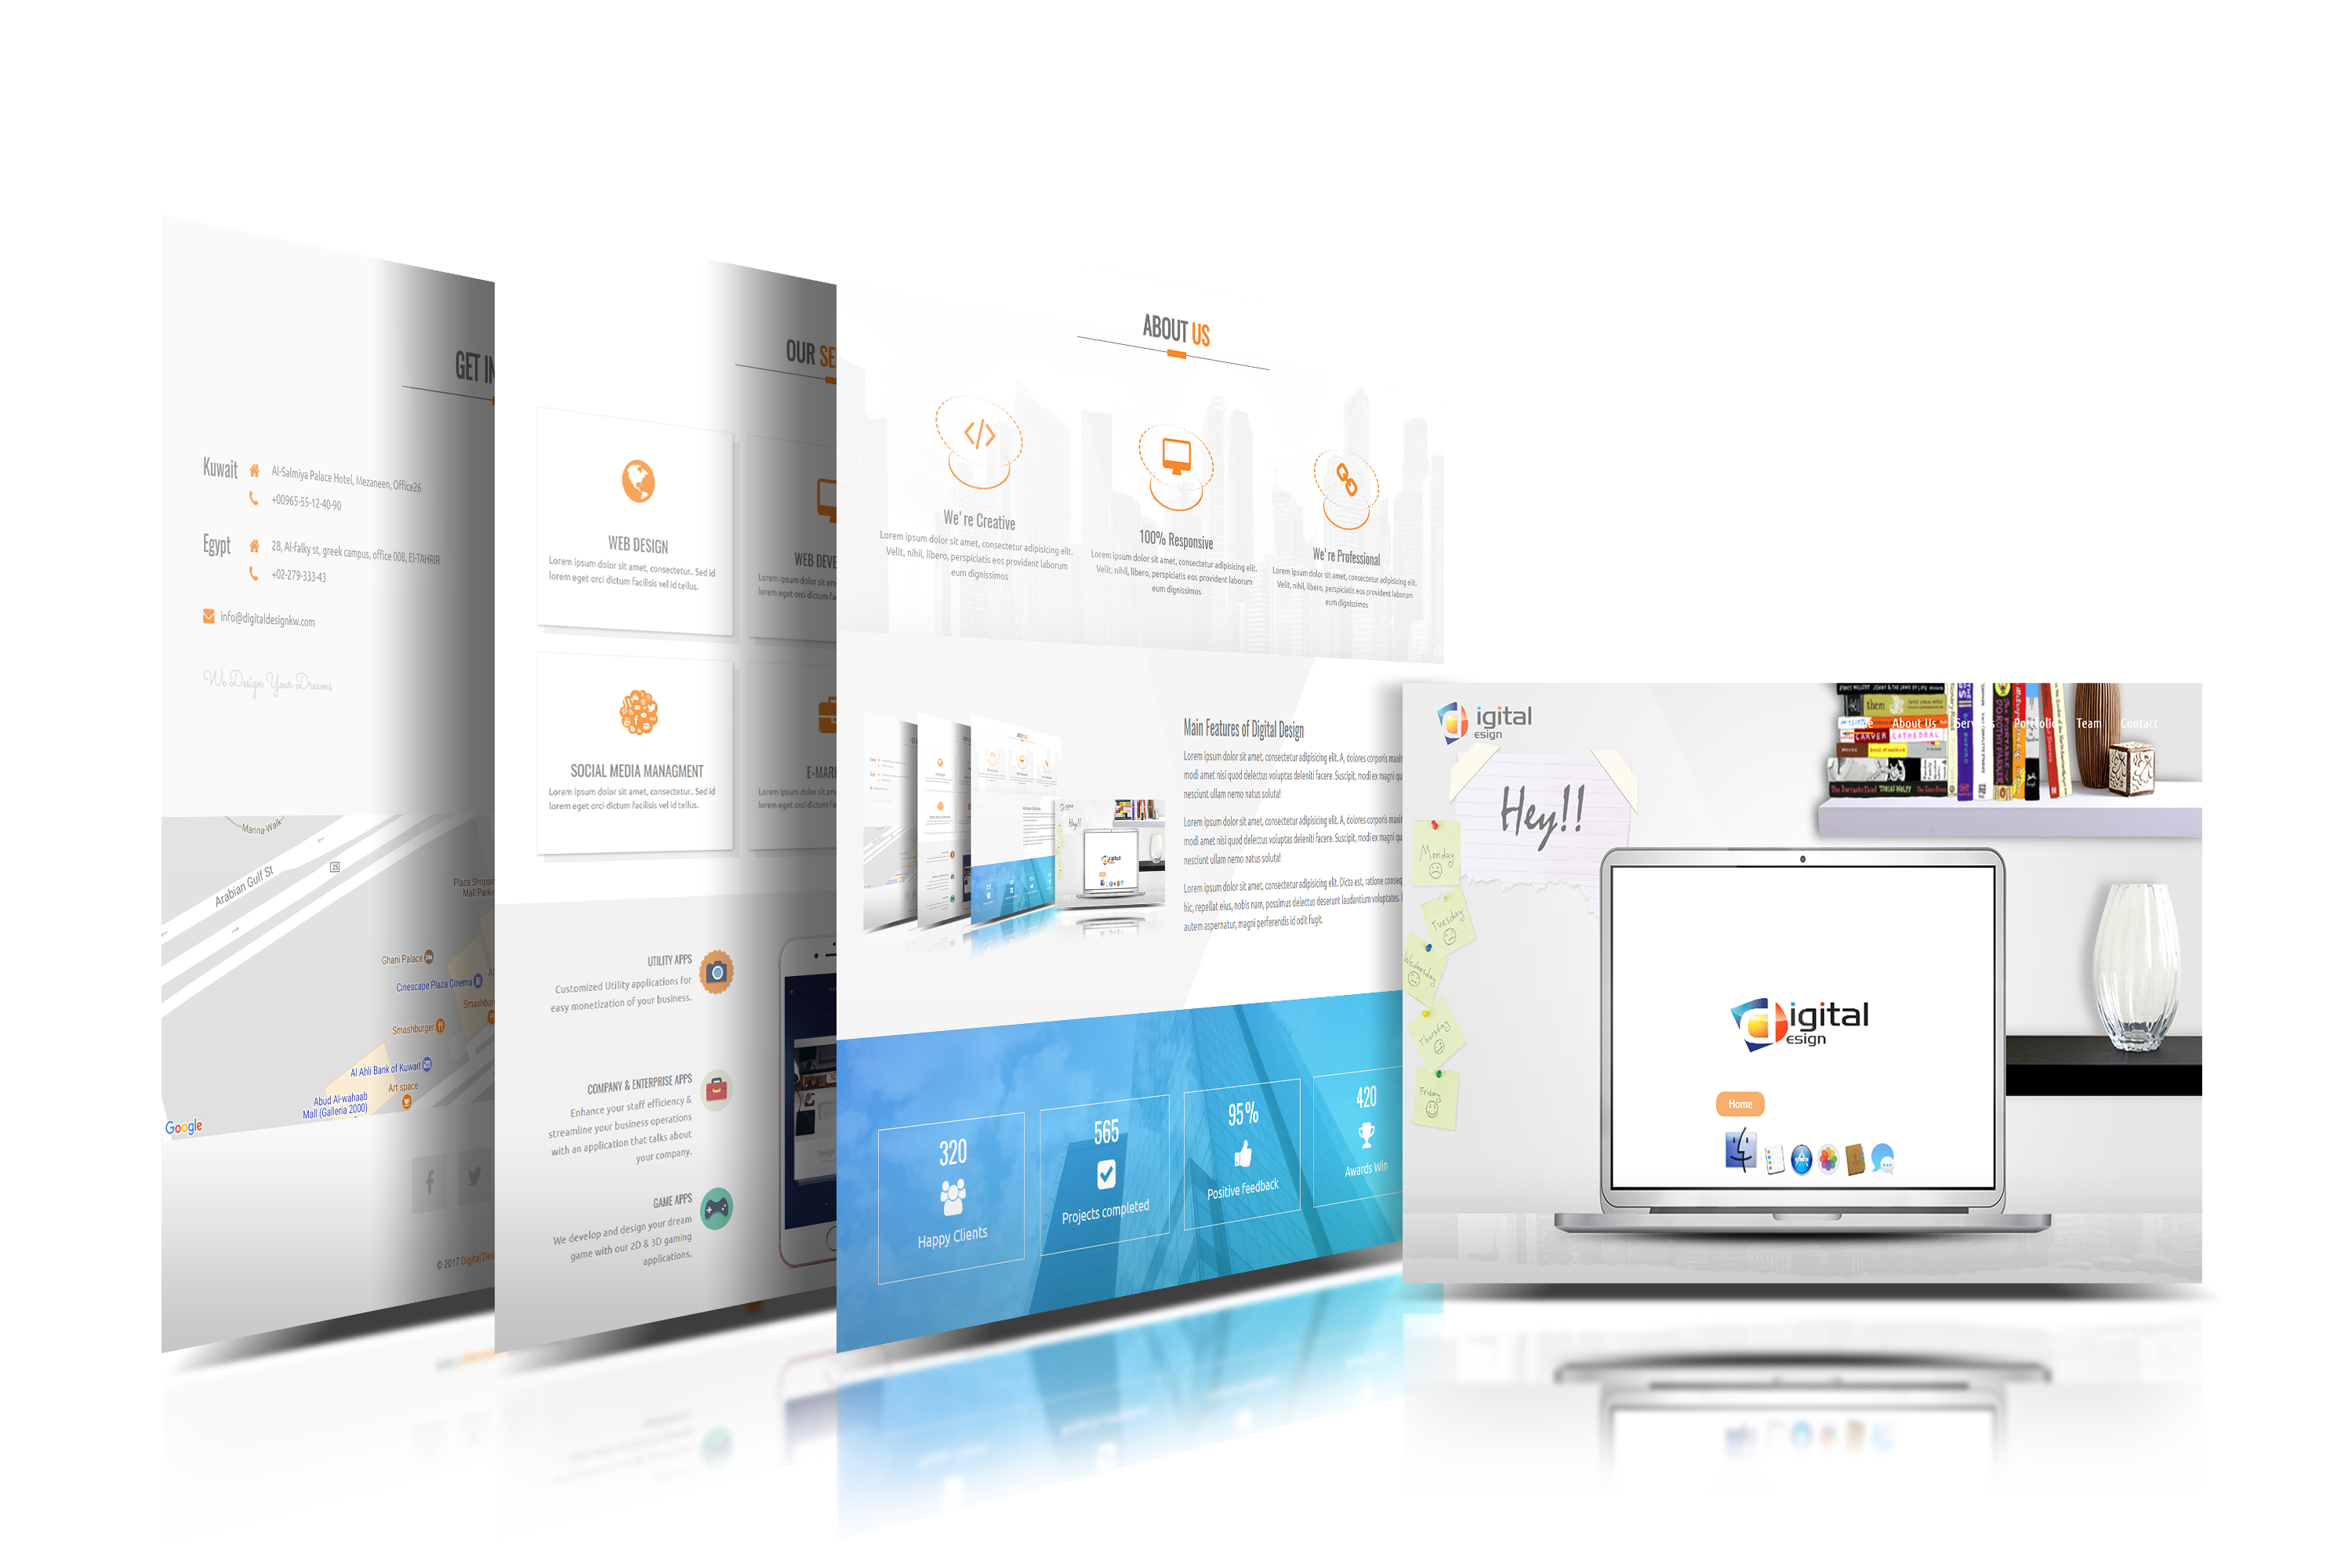 GET IN
Kuwait
Al-Salmiya Palace Hotel, Mezaneen, Office26
+00965-55-12-40-90
Egypt
28, Al-Falky st, greek campus, office 008, El-TAHRIR
+02-279-333-43
info@digitaldesignkw.com
We Design Your Dreams
Marina-Walk
Arabian Gulf St
25
Plaza Shoppin
Mall Parkin
Ghani Palace
Cinescape Plaza Cinema
Smashbur
Smashburger
Al Ahli Bank of Kuwait
Art space
Abud Al-wahaab
Mall (Galleria 2000)
Google
© 2017 Digital Des
OUR SE
WEB DESIGN
Lorem ipsum dolor sit amet, consectetur.. Sed id
lorem eget orci dictum facilisis vel id tellus.
WEB DEVE
Lorem ipsum dolor sit am
lorem eget orci dictum fa
SOCIAL MEDIA MANAGMENT
Lorem ipsum dolor sit amet, consectetur.. Sed id
lorem eget orci dictum facilisis vel id tellus.
E-MAR
Lorem ipsum dolor sit am
lorem eget orci dictum fa
UTILITY APPS
Customized Utility applications for
easy monetization of your business.
COMPANY & ENTERPRISE APPS
Enhance your staff efficiency &
streamline your business operations
with an application that talks about
your company.
GAME APPS
We develop and design your dream
game with our 2D & 3D gaming
applications.
ABOUT US
We're Creative
Lorem ipsum dolor sit amet, consectetur adipisicing elit.
Velit, nihil, libero, perspiciatis eos provident laborum
eum dignissimos
100% Responsive
Lorem ipsum dolor sit amet, consectetur adipisicing elit.
Velit, nihil, libero, perspiciatis eos provident laborum
eum dignissimos
We're Professional
Lorem ipsum dolor sit amet, consectetur adipisicing elit.
Velit, nihil, libero, perspiciatis eos provident laborum
eum dignissimos
Main Features of Digital Design
Lorem ipsum dolor sit amet, consectetur adipisicing elit. A, dolores corporis maxi
modi amet nisi quod delectus voluptas deleniti facere. Suscipit, modi ex magni qu
nesciunt ullam nemo natus soluta!
Lorem ipsum dolor sit amet, consectetur adipisicing elit. A, dolores corporis maxi
modi amet nisi quod delectus voluptas deleniti facere. Suscipit, modi ex magni qu
nesciunt ullam nemo natus soluta!
Lorem ipsum dolor sit amet, consectetur adipisicing elit. Dicta est, ratione conseq
hic, repellat eius, nobis nam, possimus delectus deserunt laudantium voluptates.
autem aspernatur, magni perferendis id odit fugit.
320
Happy Clients
565
Projects completed
95%
Positive feedback
420
Awards Win
igital
esign
About Us
Services
Portfolio
Team
Contact
them
CARVER CATHEDRAL
Hey!!
Monday
Tuesday
Wednesday
Thursday
Friday
igital
esign
Home